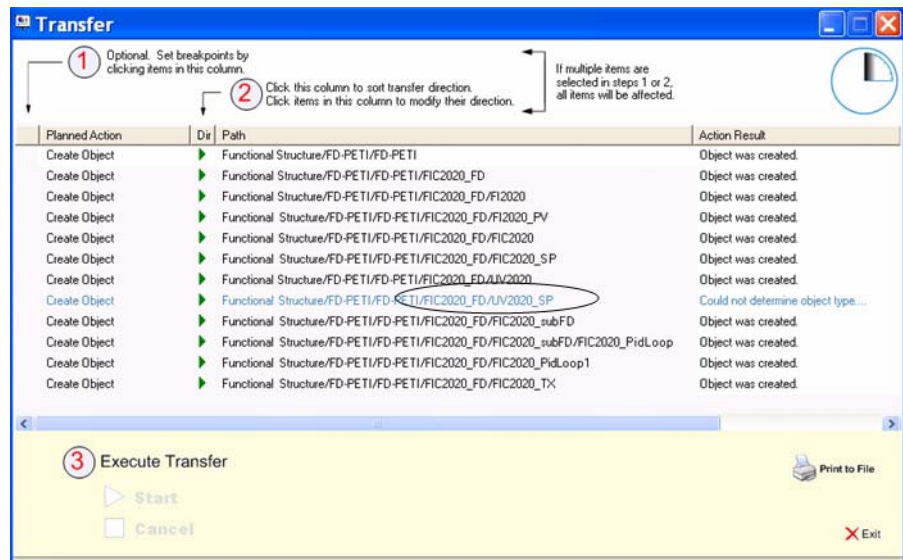 Transfer
1
Optional. Set breakpoints by
clicking items in this column.
2
Click this column to sort transfer direction.
Click items in this column to modify their direction.
If multiple items are
selected in steps 1 or 2,
all items will be affected.
Planned Action Dir Path Action Result
Create Object Functional Structure/FD-PETI/FD-PETI Object was created.
Create Object Functional Structure/FD-PETI/FD-PETI/FIC2020_FD Object was created.
Create Object Functional Structure/FD-PETI/FD-PETI/FIC2020_FD/FI2020 Object was created.
Create Object Functional Structure/FD-PETI/FD-PETI/FIC2020_FD/FI2020_PV Object was created.
Create Object Functional Structure/FD-PETI/FD-PETI/FIC2020_FD/FIC2020 Object was created.
Create Object Functional Structure/FD-PETI/FD-PETI/FIC2020_FD/FIC2020_SP Object was created.
Create Object Functional Structure/FD-PETI/FD-PETI/FIC2020_FD/UV2020 Object was created.
Create Object Functional Structure/FD-PETI/FD-PETI/FIC2020_FD/UV2020_SP Could not determine object type....
Create Object Functional Structure/FD-PETI/FD-PETI/FIC2020_FD/FIC2020_subFD Object was created.
Create Object Functional Structure/FD-PETI/FD-PETI/FIC2020_FD/FIC2020_subFD/FIC2020_PidLoop Object was created.
Create Object Functional Structure/FD-PETI/FD-PETI/FIC2020_FD/FIC2020_PidLoop1 Object was created.
Create Object Functional Structure/FD-PETI/FD-PETI/FIC2020_FD/FIC2020_TX Object was created.
3 Execute Transfer
Start
Cancel
Print to File
Exit